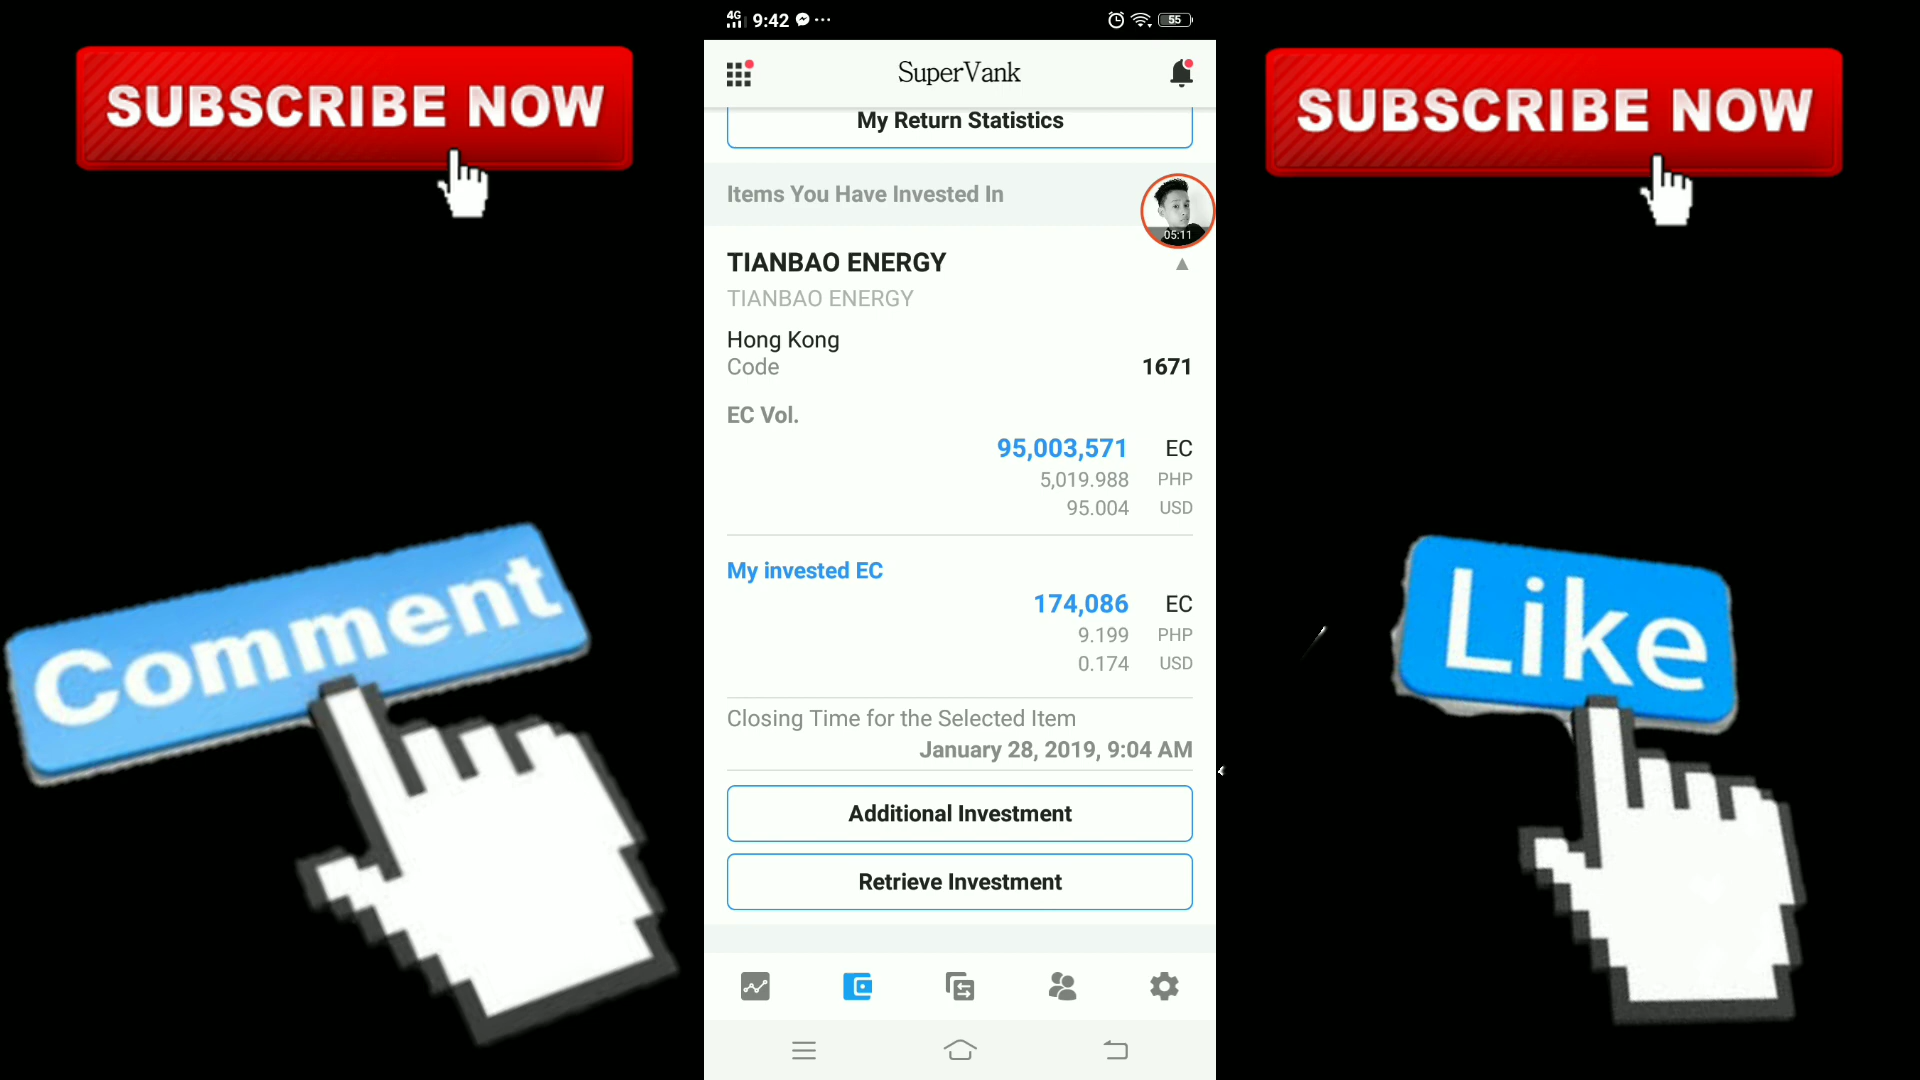 SUBSCRIBE NOW
4G 9:42 ...
55
SuperVank
SUBSCRIBE NOW
My Return Statistics
Items You Have Invested In
05:11
TIANBAO ENERGY
TIANBAO ENERGY
Hong Kong
Code 1671
EC Vol.
95,003,571 EC
5,019.988 PHP
95.004 USD
My invested EC
174,086 EC
9.199 PHP
0.174 USD
Closing Time for the Selected Item
January 28, 2019, 9:04 AM
Additional Investment
Retrieve Investment
Comment
Like